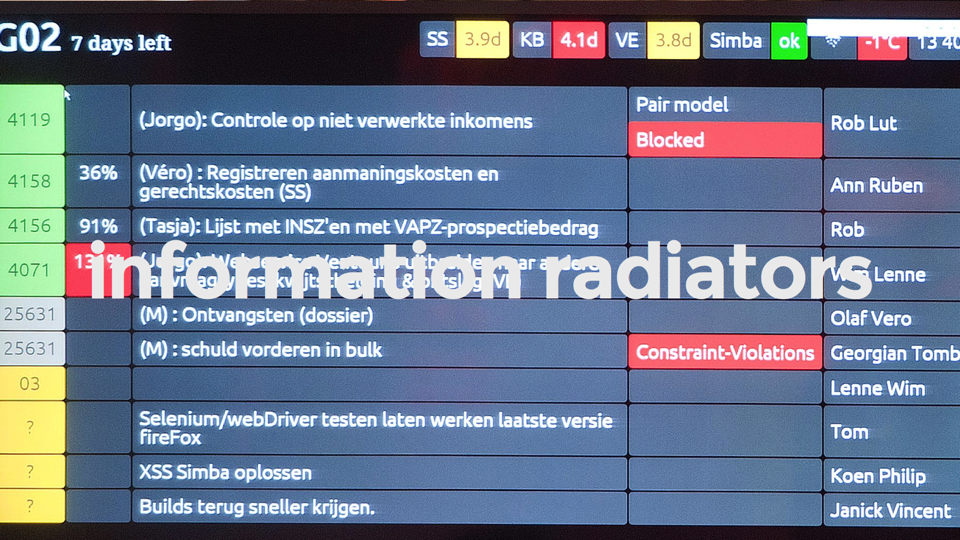 G02 7 days left SS 3.9d KB 4.1d VE 3.8d Simba ok -1°C 13 40
4119 (Jorgo): Controle op niet verwerkte inkomens Pair model Rob Lut
Blocked
4158 36% (Véro) : Registreren aanmaningskosten en Ann Ruben
gerechtskosten (SS)
4156 91% (Tasja): Lijst met INSZ'en met VAPZ-prospectiebedrag Rob
4071 Lenne
information radiators
25631 (M) : Ontvangsten (dossier) Olaf Vero
25631 (M) : schuld vorderen in bulk Constraint-Violations Georgian Tomb
03 Lenne Wim
? Selenium/webDriver testen laten werken laatste versie Tom
fireFox
? XSS Simba oplossen Koen Philip
? Builds terug sneller krijgen. Janick Vincent